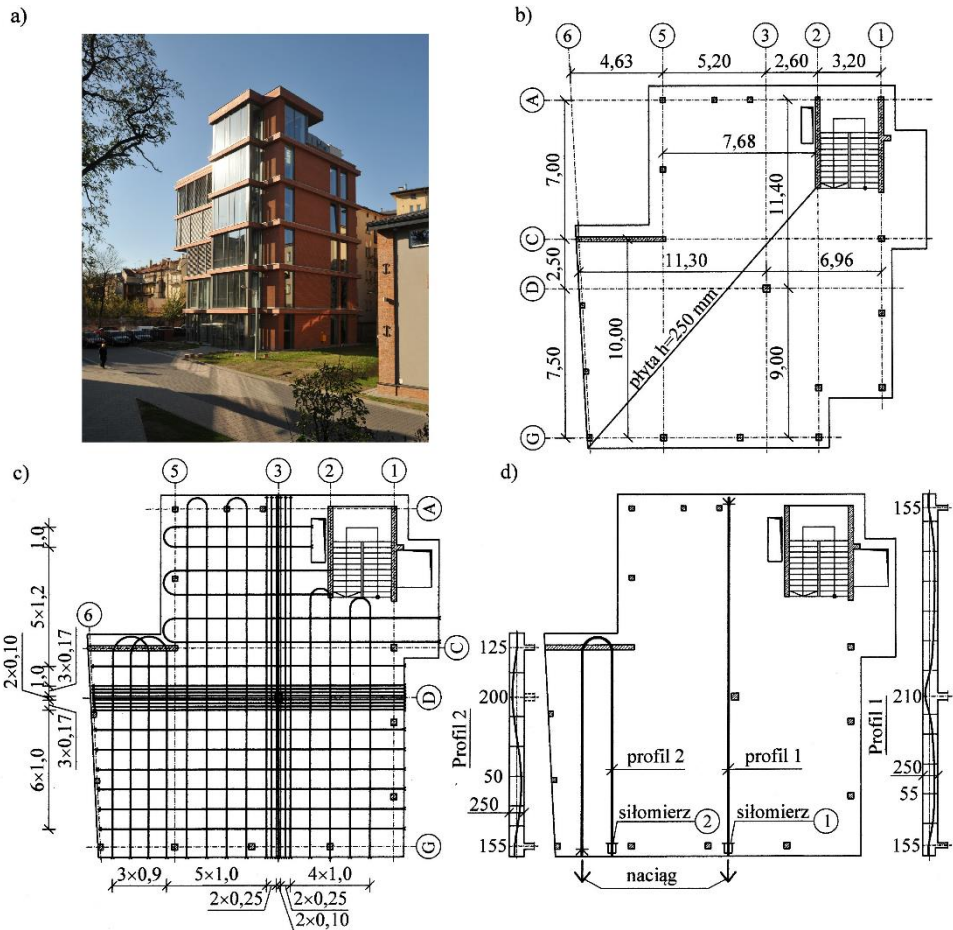 a)
b)
6
5
3
2
1
4,63
5,20
2,60
3,20
A
7,68
7,00
11,40
C
2,50
11,30
6,96
D
płyta h=250 mm
10,00
7,50
9,00
G
c)
d)
5
3
2
1
A
155
155
1,0
5×1,2
6
2×0,10
3×0,17
1,0
C
125
D
200
210
3×0,17
Profil 2
Profil 1
6×1,0
profil 2
profil 1
50
250
250
55
siłomierz 2
siłomierz 1
G
155
155
3×0,9
5×1,0
4×1,0
naciąg
2×0,25
2×0,25
2×0,10